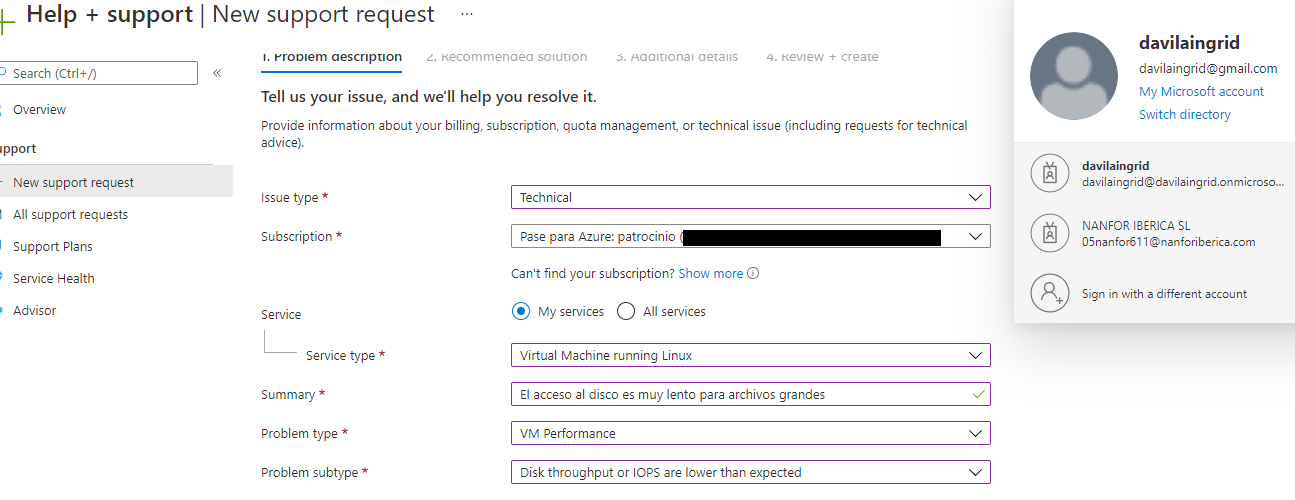 Help + support | New support request ...
Search (Ctrl+/) «
Overview
upport
New support request
All support requests
Support Plans
Service Health
Advisor
1. Problem description 2. Recommended solution 3. Additional details 4. Review + create
Tell us your issue, and we'll help you resolve it.
Provide information about your billing, subscription, quota management, or technical issue (including requests for technical
advice).
Issue type * Technical
Subscription * Pase para Azure: patrocinio (
Can't find your subscription? Show more
Service My services All services
Service type * Virtual Machine running Linux
Summary * El acceso al disco es muy lento para archivos grandes
Problem type * VM Performance
Problem subtype * Disk throughput or IOPS are lower than expected
davilaingrid
davilaingrid@gmail.com
My Microsoft account
Switch directory
davilaingrid
davilaingrid@davilaingrid.onmicroso...
NANFOR IBERICA SL
05nanfor611@nanforiberica.com
Sign in with a different account